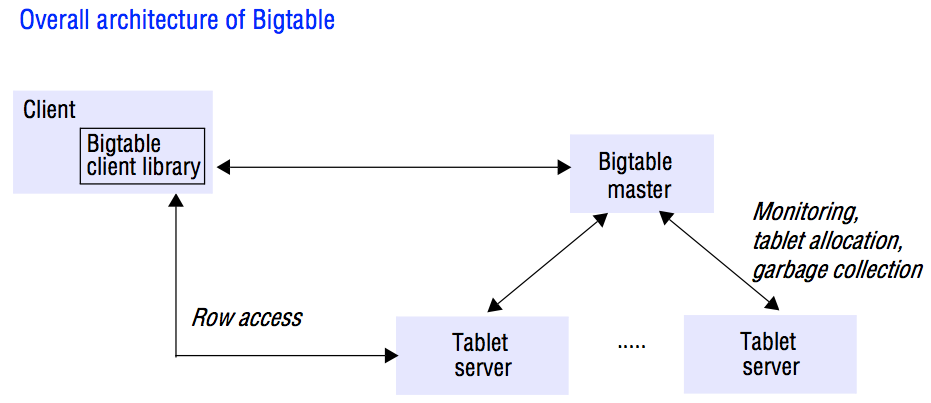 Overall architecture of Bigtable
Client
Bigtable
client library
Bigtable
master
Monitoring,
tablet allocation,
garbage collection
Row access
Tablet
server
.....
Tablet
server